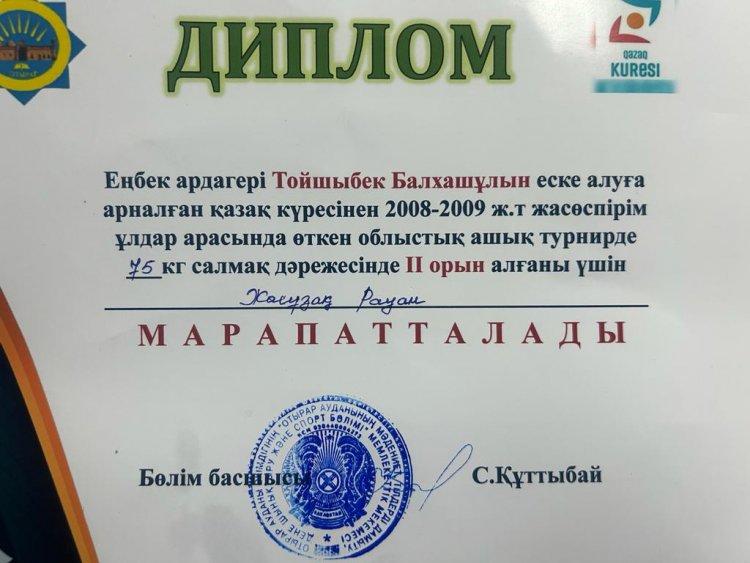 ДИПЛОМ
qazaq
KURESI
Еңбек ардагері Тойшыбек Балхашұлын еске алуға
арналған қазақ күресінен 2008-2009 ж.т жасөспірім
ұлдар арасында өткен облыстық ашық турнирде
75 кг салмақ дәрежесінде II орын алғаны үшін
Жаузақ Рауан
МАРАПАТТАЛАДЫ
Бөлім басшысы С.Құттыбай